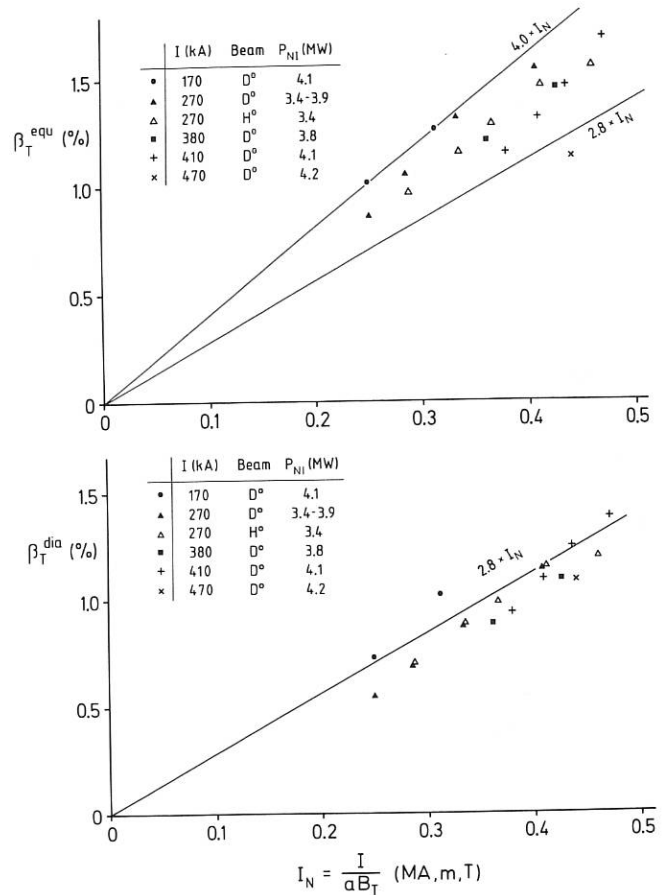 I (kA) Beam P_NI (MW)
• 170 D° 4.1
▲ 270 D° 3.4-3.9
△ 270 H° 3.4
■ 380 D° 3.8
+ 410 D° 4.1
× 470 D° 4.2
4.0 × I_N
2.8 × I_N
β_T^equ (%)
1.5
1.0
0.5
0
0 0.1 0.2 0.3 0.4 0.5
I (kA) Beam P_NI (MW)
• 170 D° 4.1
▲ 270 D° 3.4-3.9
△ 270 H° 3.4
■ 380 D° 3.8
+ 410 D° 4.1
× 470 D° 4.2
2.8 × I_N
β_T^dia (%)
1.5
1.0
0.5
0
0 0.1 0.2 0.3 0.4 0.5
I_N = I / aB_T (MA,m,T)